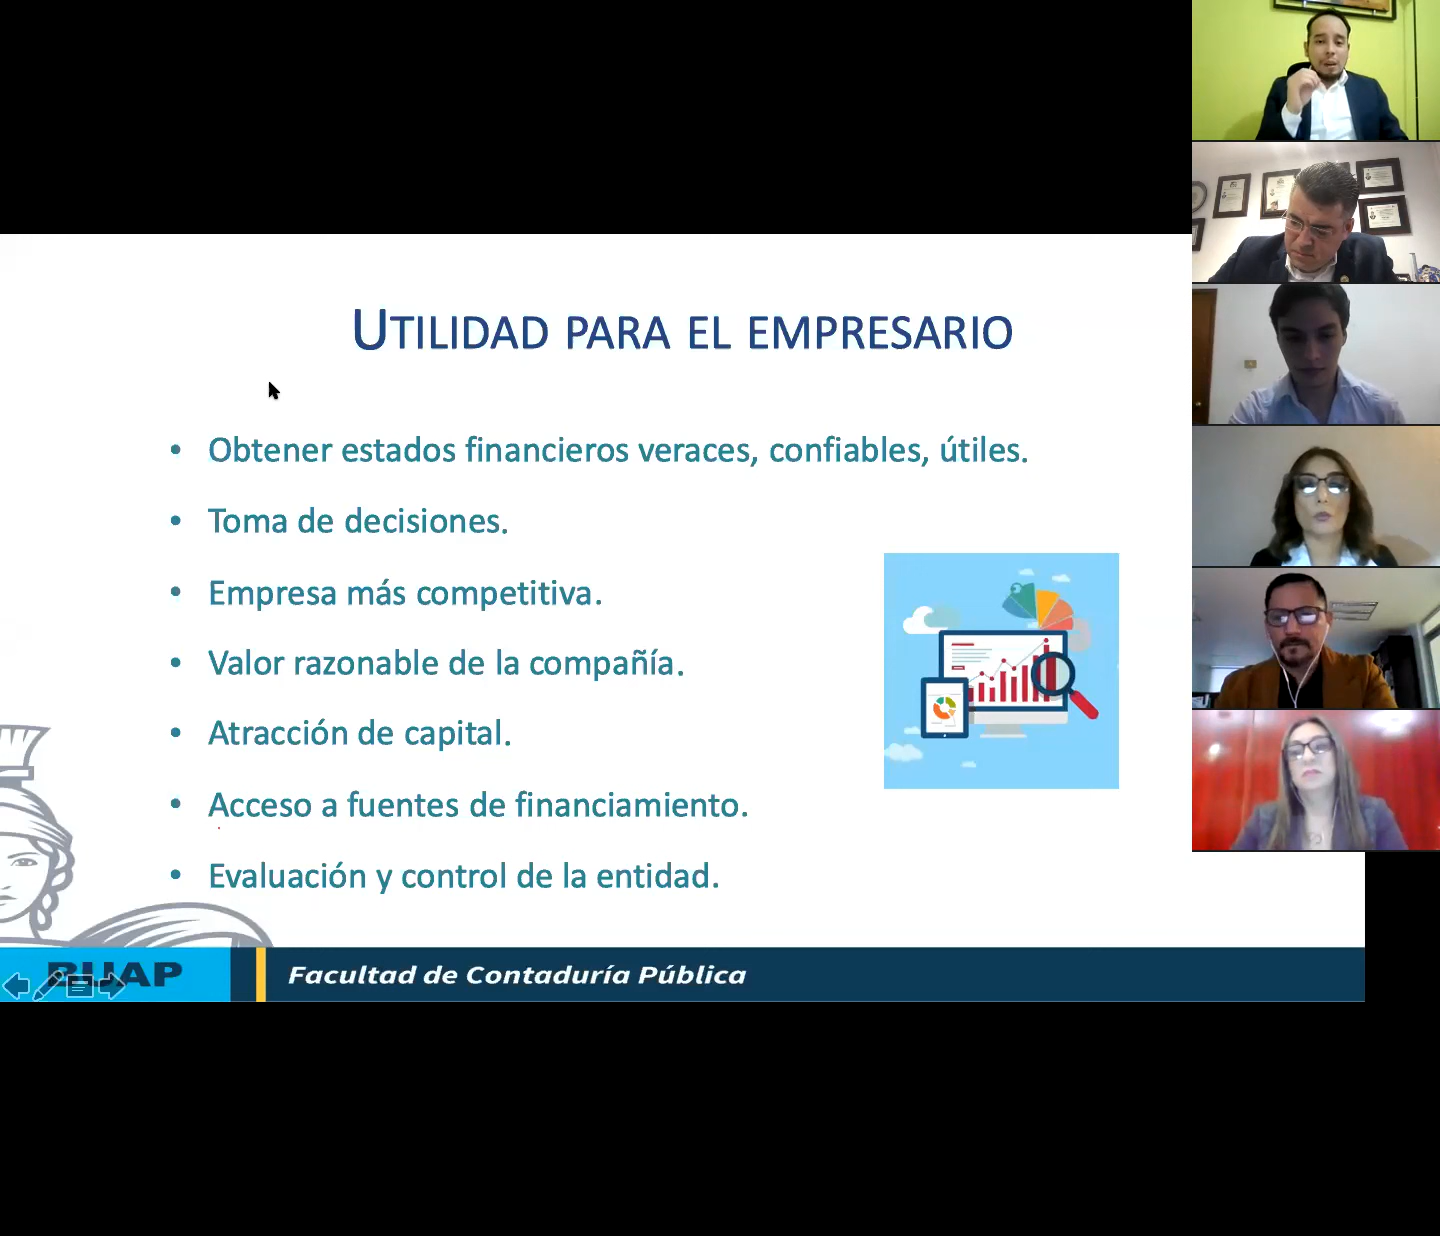 UTILIDAD PARA EL EMPRESARIO
• Obtener estados financieros veraces, confiables, útiles.
• Toma de decisiones.
• Empresa más competitiva.
• Valor razonable de la compañía.
• Atracción de capital.
• Acceso a fuentes de financiamiento.
• Evaluación y control de la entidad.
BUAP
Facultad de Contaduría Pública